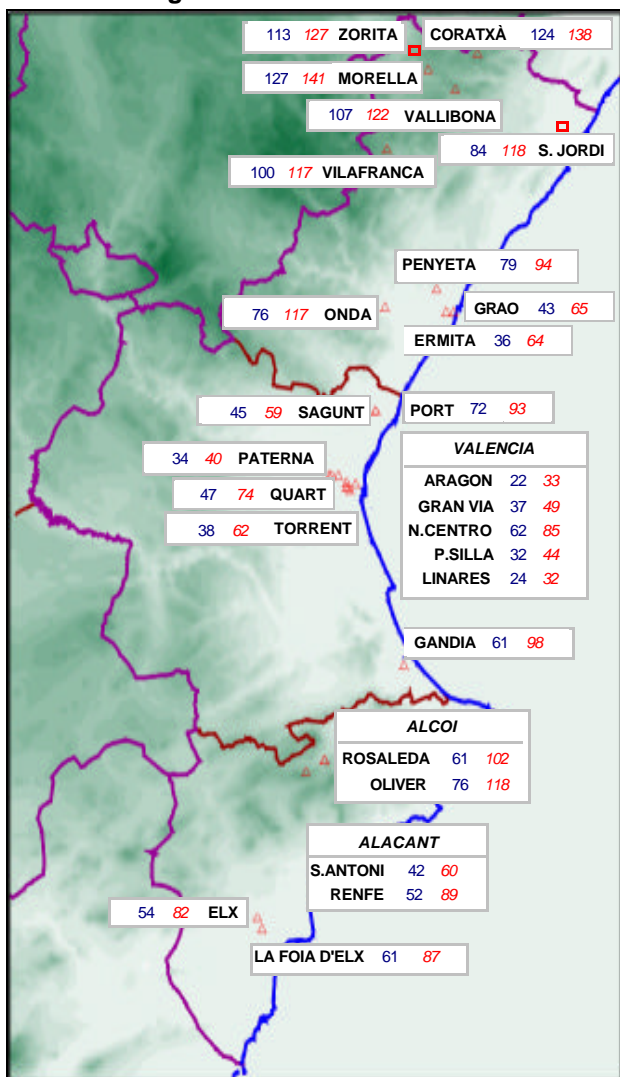 113 127 ZORITA
CORATXÀ 124 138
127 141 MORELLA
107 122 VALLIBONA
84 118 S. JORDI
100 117 VILAFRANCA
PENYETA 79 94
76 117 ONDA
GRAO 43 65
ERMITA 36 64
45 59 SAGUNT
PORT 72 93
34 40 PATERNA
47 74 QUART
38 62 TORRENT
VALENCIA
ARAGON 22 33
GRAN VIA 37 49
N.CENTRO 62 85
P.SILLA 32 44
LINARES 24 32
GANDIA 61 98
ALCOI
ROSALEDA 61 102
OLIVER 76 118
ALACANT
S.ANTONI 42 60
RENFE 52 89
54 82 ELX
LA FOIA D'ELX 61 87